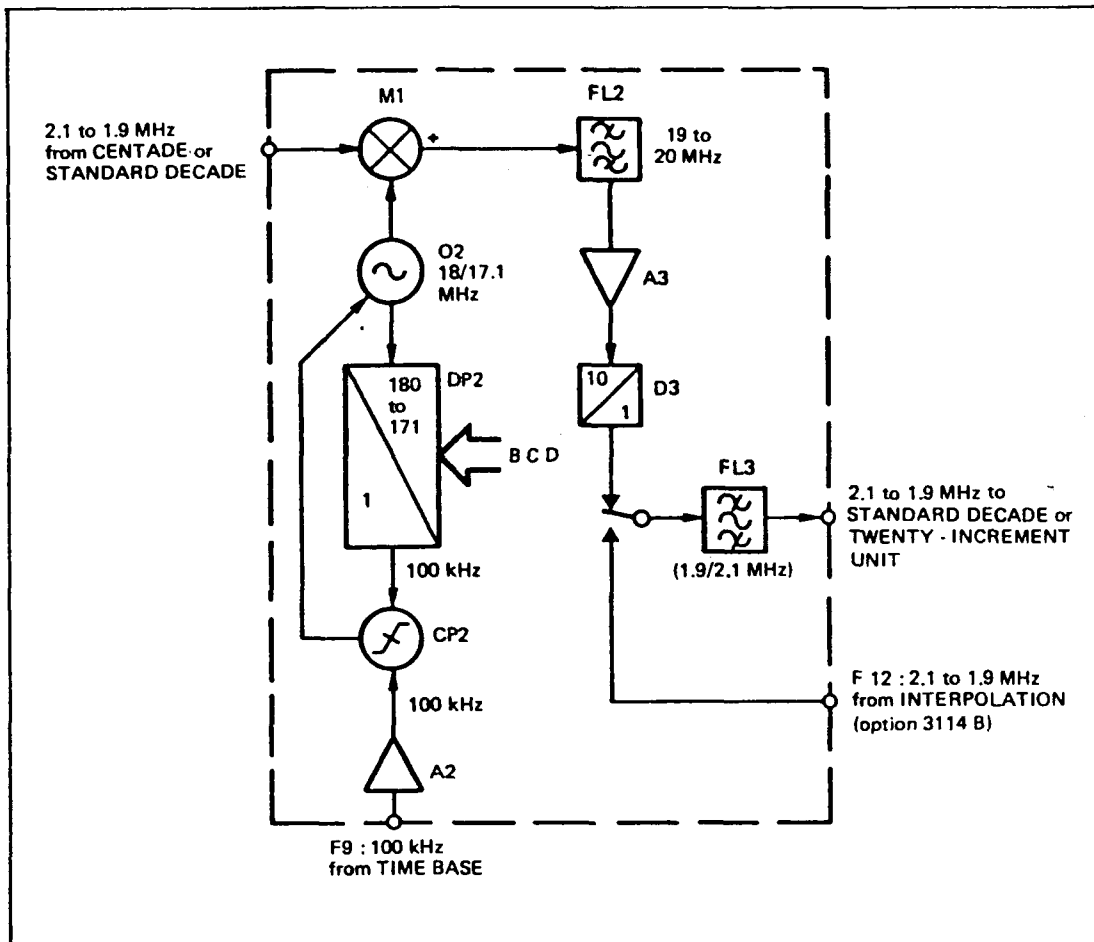 M1
FL2
2.1 to 1.9 MHz
from CENTADE or
STANDARD DECADE
+
19 to
20 MHz
O2
18/17.1
MHz
A3
180
to
171
1
DP2
B C D
10
1
D3
FL3
2.1 to 1.9 MHz to
STANDARD DECADE or
TWENTY - INCREMENT
UNIT
(1.9/2.1 MHz)
100 kHz
CP2
100 kHz
F 12 : 2.1 to 1.9 MHz
from INTERPOLATION
(option 3114 B)
A2
F9 : 100 kHz
from TIME BASE